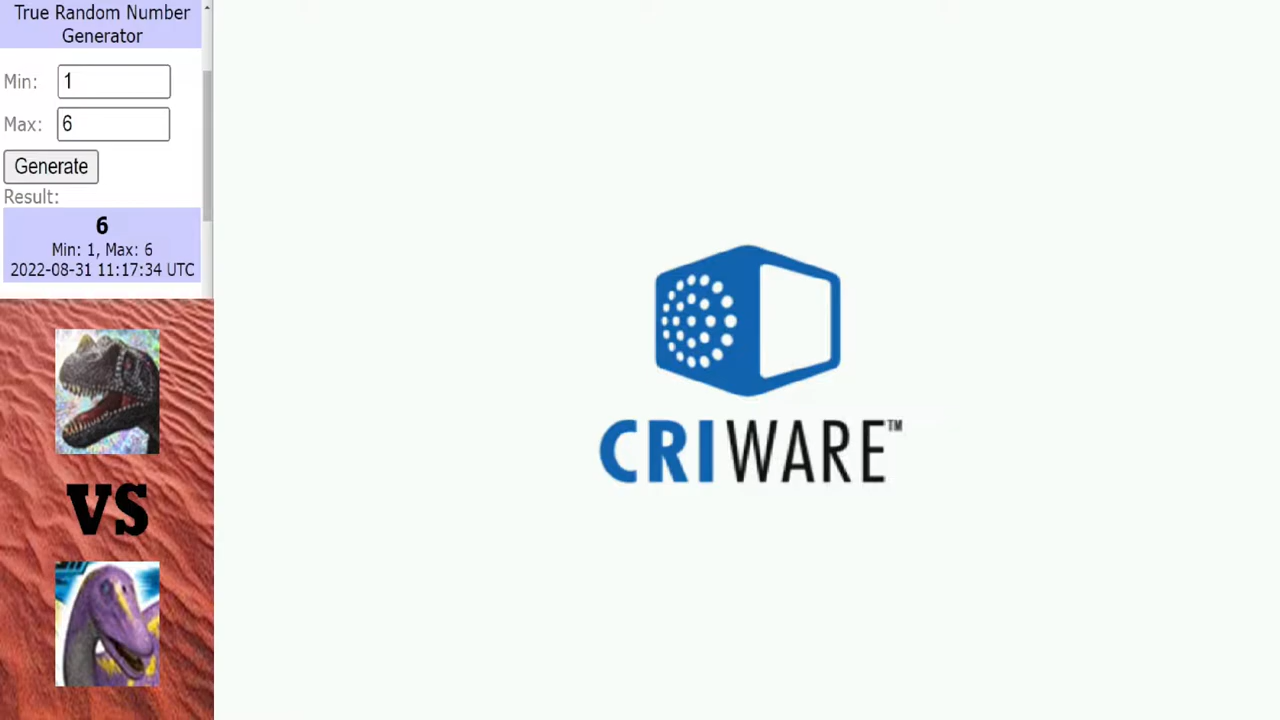 True Random Number
Generator
Min: 1
Max: 6
Generate
Result:
6
Min: 1, Max: 6
2022-08-31 11:17:34 UTC
VS
CRIWARE™